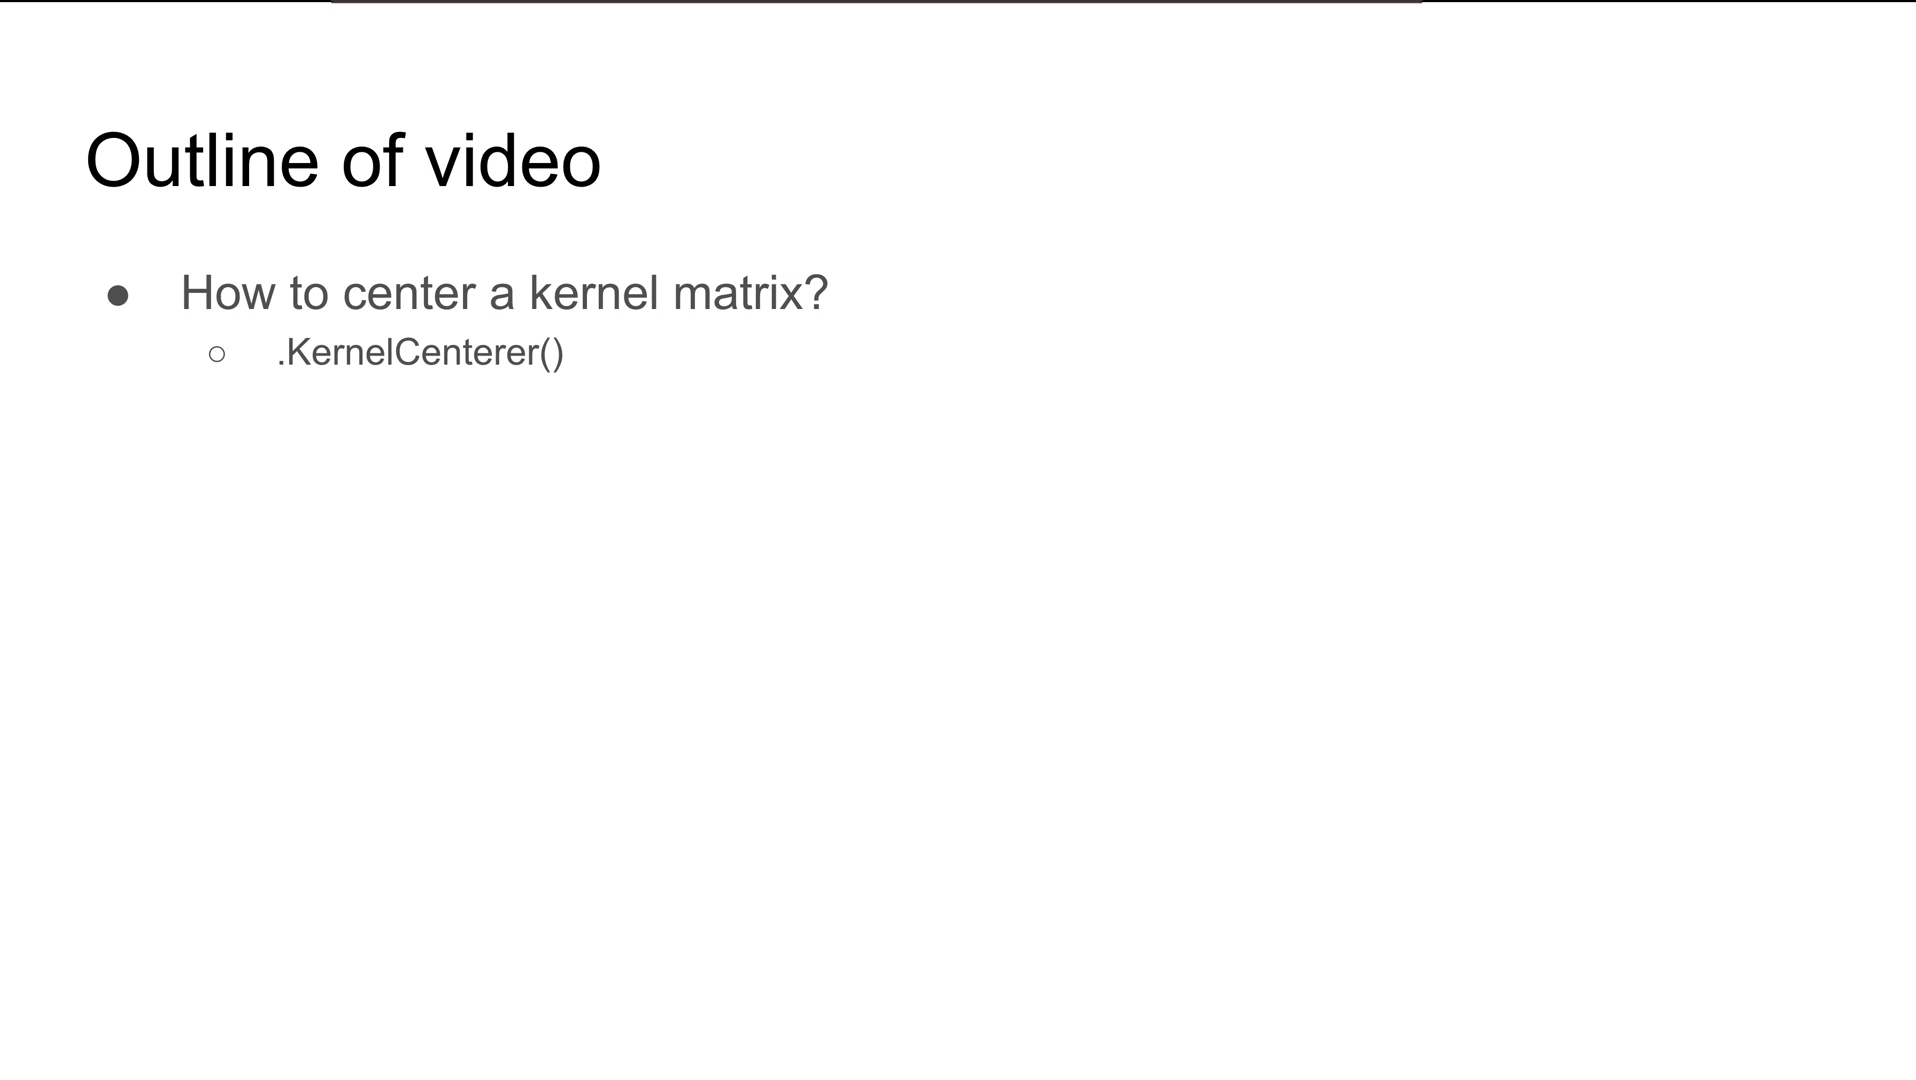 Outline of video
● How to center a kernel matrix?
○ .KernelCenterer()